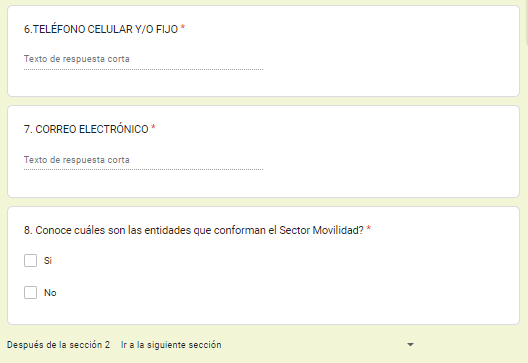 6.TELÉFONO CELULAR Y/O FIJO *
Texto de respuesta corta
7. CORREO ELECTRÓNICO *
Texto de respuesta corta
8. Conoce cuáles son las entidades que conforman el Sector Movilidad? *
Si
No
Después de la sección 2 Ir a la siguiente sección